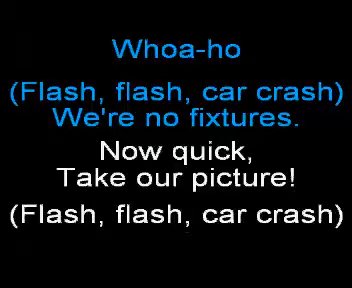 Whoa-ho
(Flash, flash, car crash)
We're no fixtures.
Now quick,
Take our picture!
(Flash, flash, car crash)